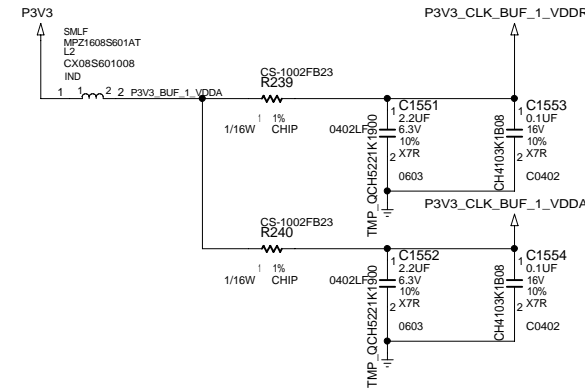 P3V3
P3V3_CLK_BUF_1_VDDR
SMLF
MPZ1608S601AT
L2
CX08S601008
IND
1 1 2 2 P3V3_BUF_1_VDDA
CS-1002FB23
R239
1 1%
1/16W CHIP 0402LF
TMP_QCH5221K1900
1 C1551
2.2UF
6.3V
10%
2 X7R
0603
CH4103K1B08
1 C1553
0.1UF
16V
10%
2 X7R
C0402
P3V3_CLK_BUF_1_VDDA
CS-1002FB23
R240
1 1%
1/16W CHIP 0402LF
TMP_QCH5221K1900
1 C1552
2.2UF
6.3V
10%
2 X7R
0603
CH4103K1B08
1 C1554
0.1UF
16V
10%
2 X7R
C0402